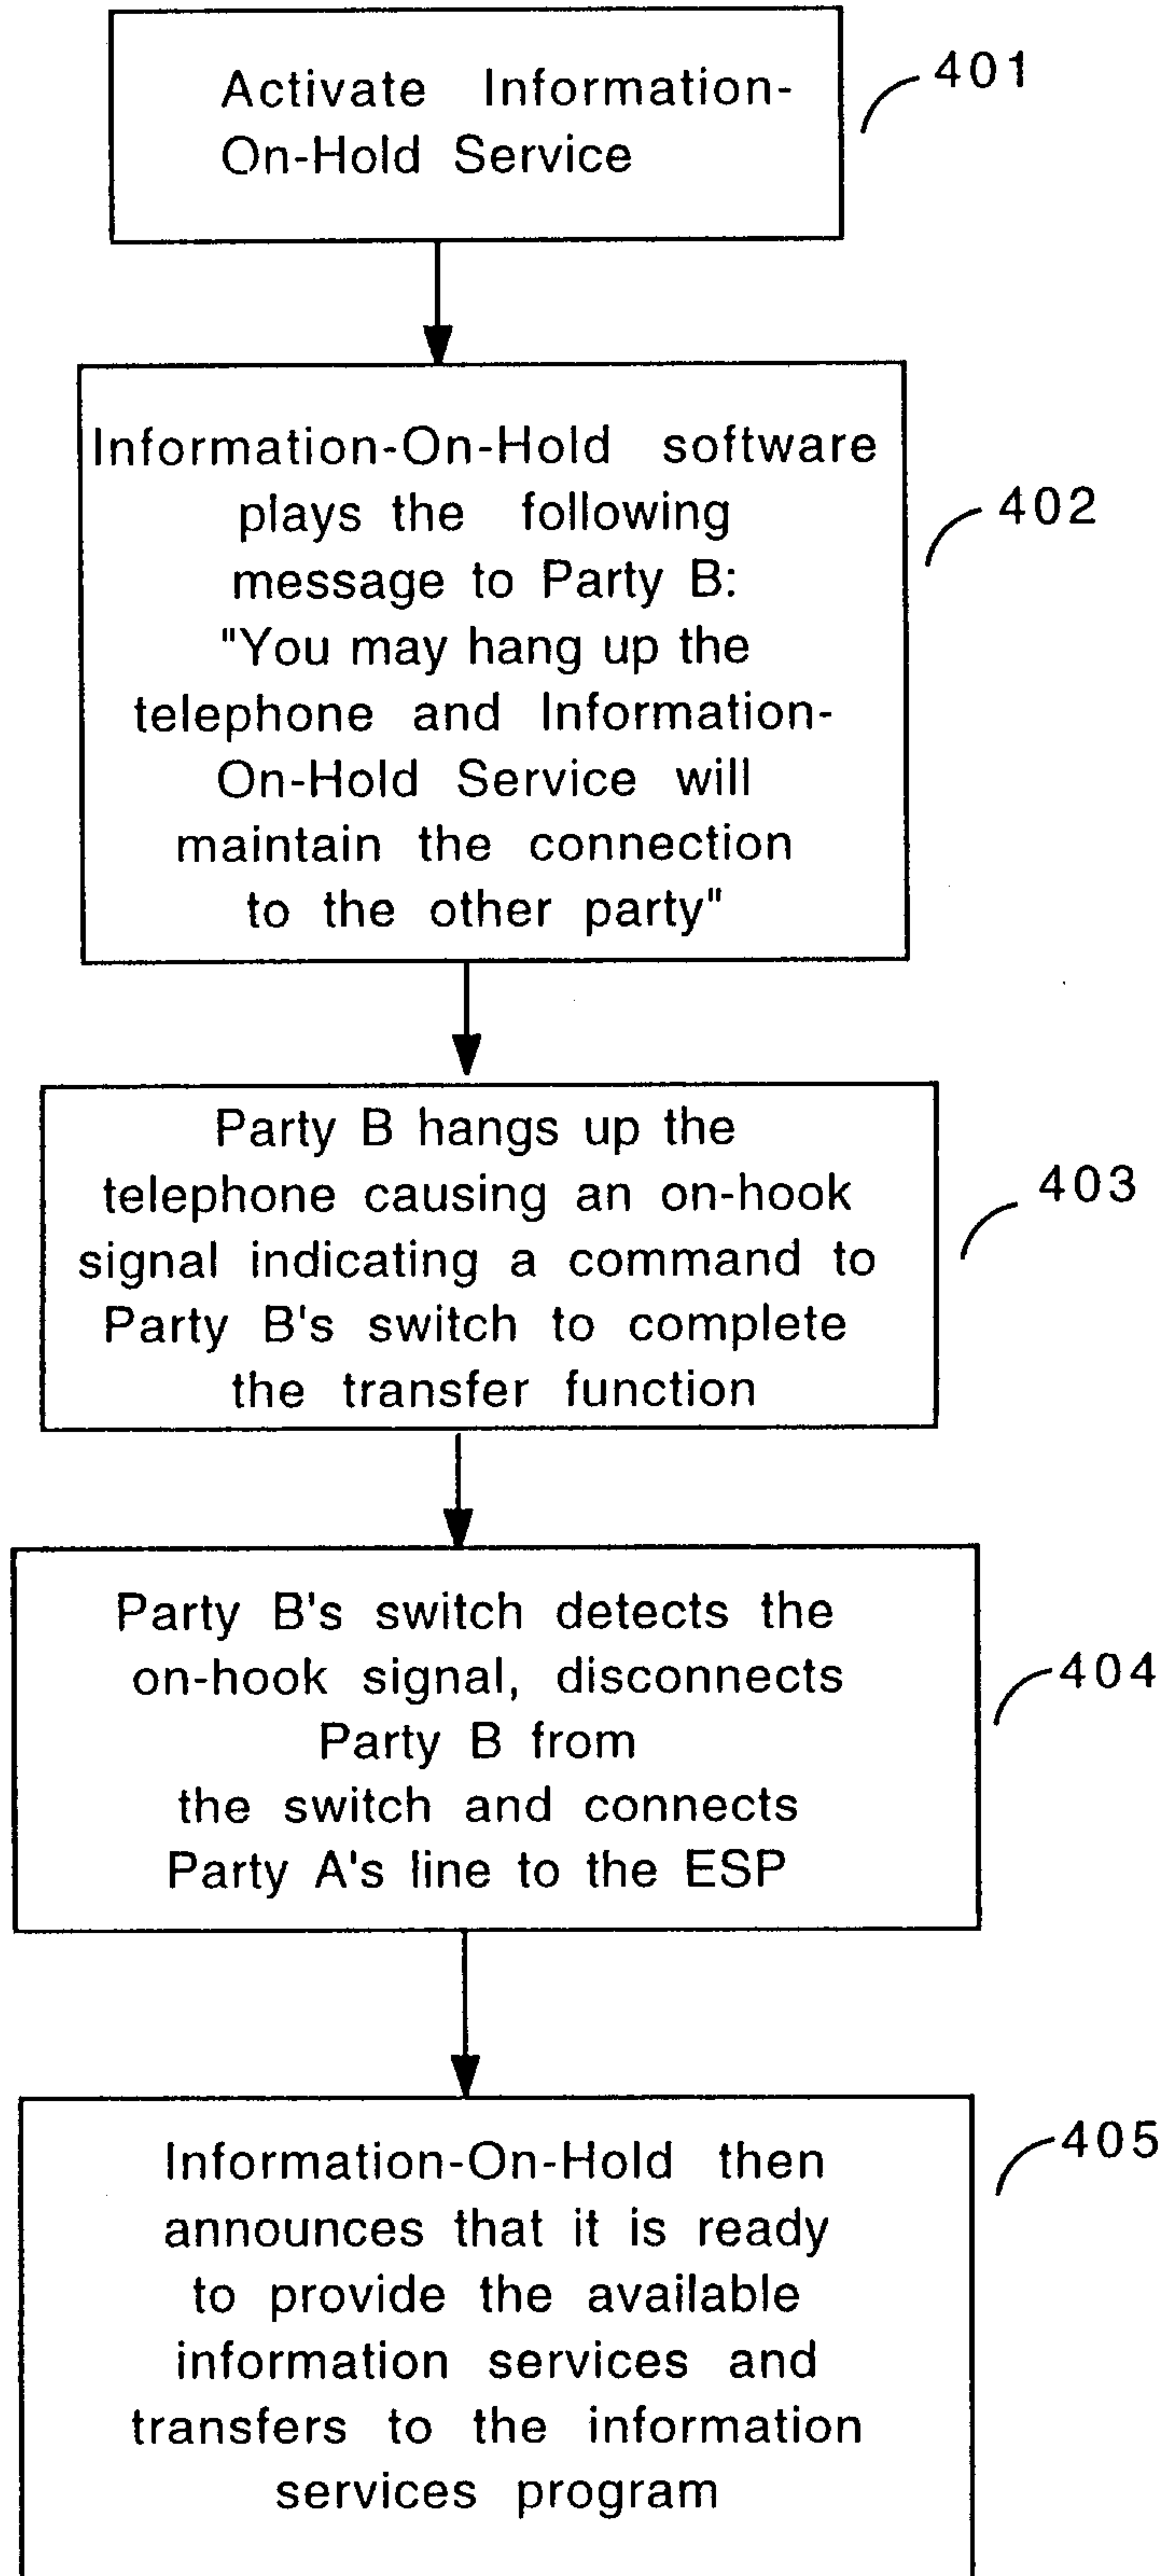 Activate Information-
On-Hold Service
401
Information-On-Hold software
plays the following
message to Party B:
"You may hang up the
telephone and Information-
On-Hold Service will
maintain the connection
to the other party"
402
Party B hangs up the
telephone causing an on-hook
signal indicating a command to
Party B's switch to complete
the transfer function
403
Party B's switch detects the
on-hook signal, disconnects
Party B from
the switch and connects
Party A's line to the ESP
404
Information-On-Hold then
announces that it is ready
to provide the available
information services and
transfers to the information
services program
405